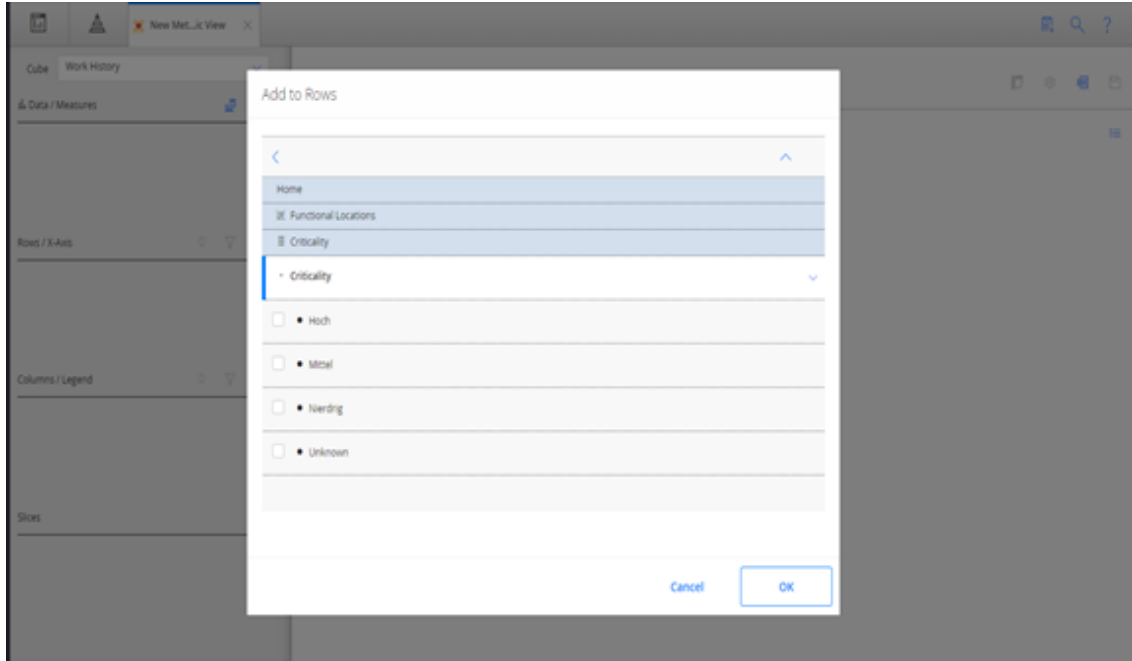 New Met...ic View
Cube Work History
Data / Measures
Rows / X-Axis
Columns / Legend
Slices
Add to Rows
Home
Functional Locations
Criticality
Criticality
Hoch
Mittel
Nierdrig
Unknown
Cancel OK